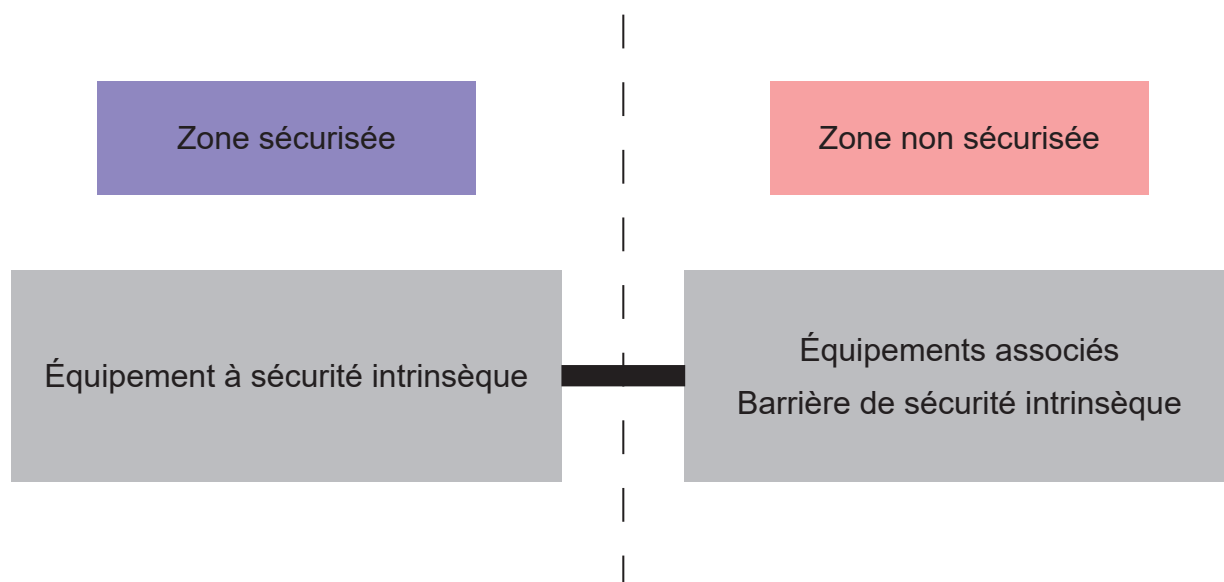 Zone sécurisée
Zone non sécurisée
Équipement à sécurité intrinsèque
Équipements associés
Barrière de sécurité intrinsèque